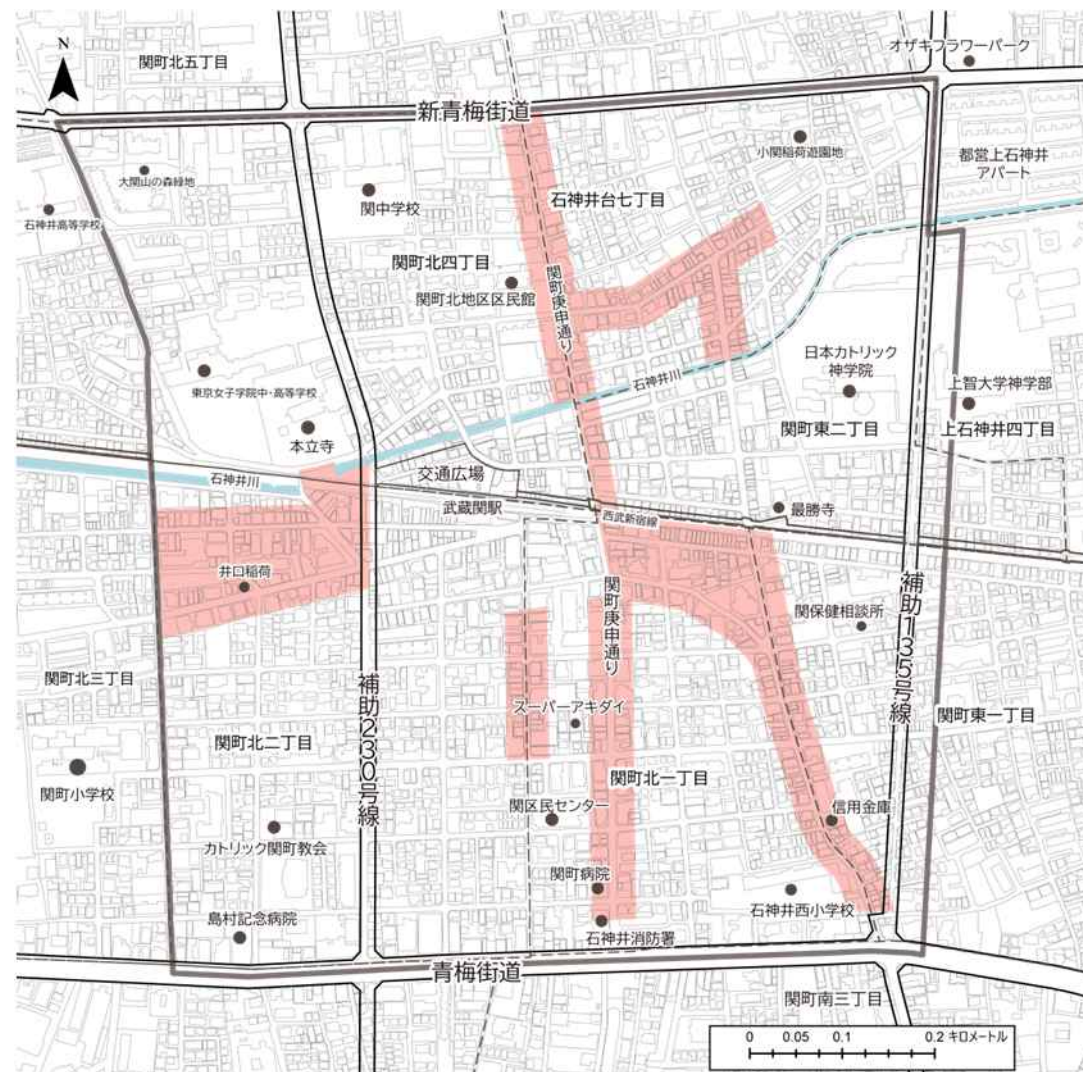 N
関町北五丁目
オザキフラワーパーク
新青梅街道
小関稲荷遊園地
都営上石神井
アパート
大関山の森緑地
関中学校
石神井台七丁目
石神井高等学校
関町北四丁目
関町北地区区民館
関町庚申通り
石神井川
日本カトリック
神学院
東京女子学院中・高等学校
上智大学神学部
本立寺
関町東二丁目
上石神井四丁目
交通広場
石神井川
武蔵関駅
西武新宿線
最勝寺
井口稲荷
関町庚申通り
関保健相談所
補助135号線
関町北三丁目
補助230号線
スーパーアキダイ
関町東一丁目
関町北二丁目
関町北一丁目
関町小学校
関区民センター
信用金庫
カトリック関町教会
関町病院
石神井西小学校
島村記念病院
石神井消防署
青梅街道
関町南三丁目
0 0.05 0.1 0.2 キロメートル